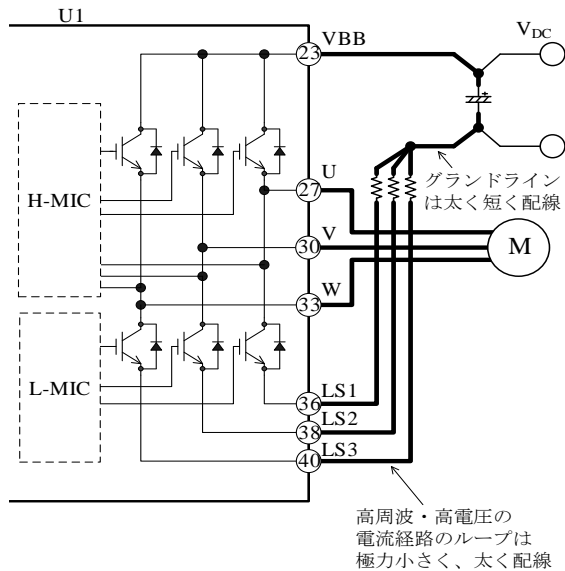 U1
23 VBB
V_DC
+
H-MIC
27 U
グランドライン
は太く短く配線
30 V
M
33 W
L-MIC
36 LS1
38 LS2
40 LS3
高周波・高電圧の
電流経路のループは
極力小さく、太く配線